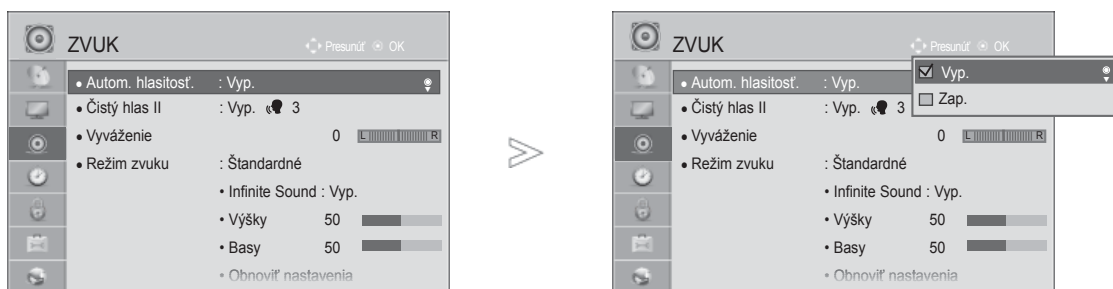 ZVUK Presunúť OK
• Autom. hlasitosť. : Vyp.
• Čistý hlas II : Vyp. 3
• Vyváženie 0 L R
• Režim zvuku : Štandardné
• Infinite Sound : Vyp.
• Výšky 50
• Basy 50
• Obnoviť nastavenia
ZVUK Presunúť OK
• Autom. hlasitosť. : Vyp.
• Čistý hlas II : Vyp. 3
• Vyváženie 0 L R
• Režim zvuku : Štandardné
• Infinite Sound : Vyp.
• Výšky 50
• Basy 50
• Obnoviť nastavenia
Vyp.
Zap.